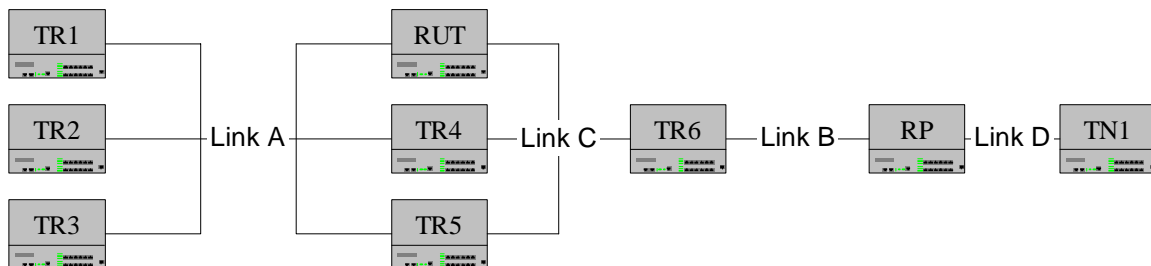 TR1
RUT
TR2
Link A
TR4
Link C
TR6
Link B
RP
Link D
TN1
TR3
TR5